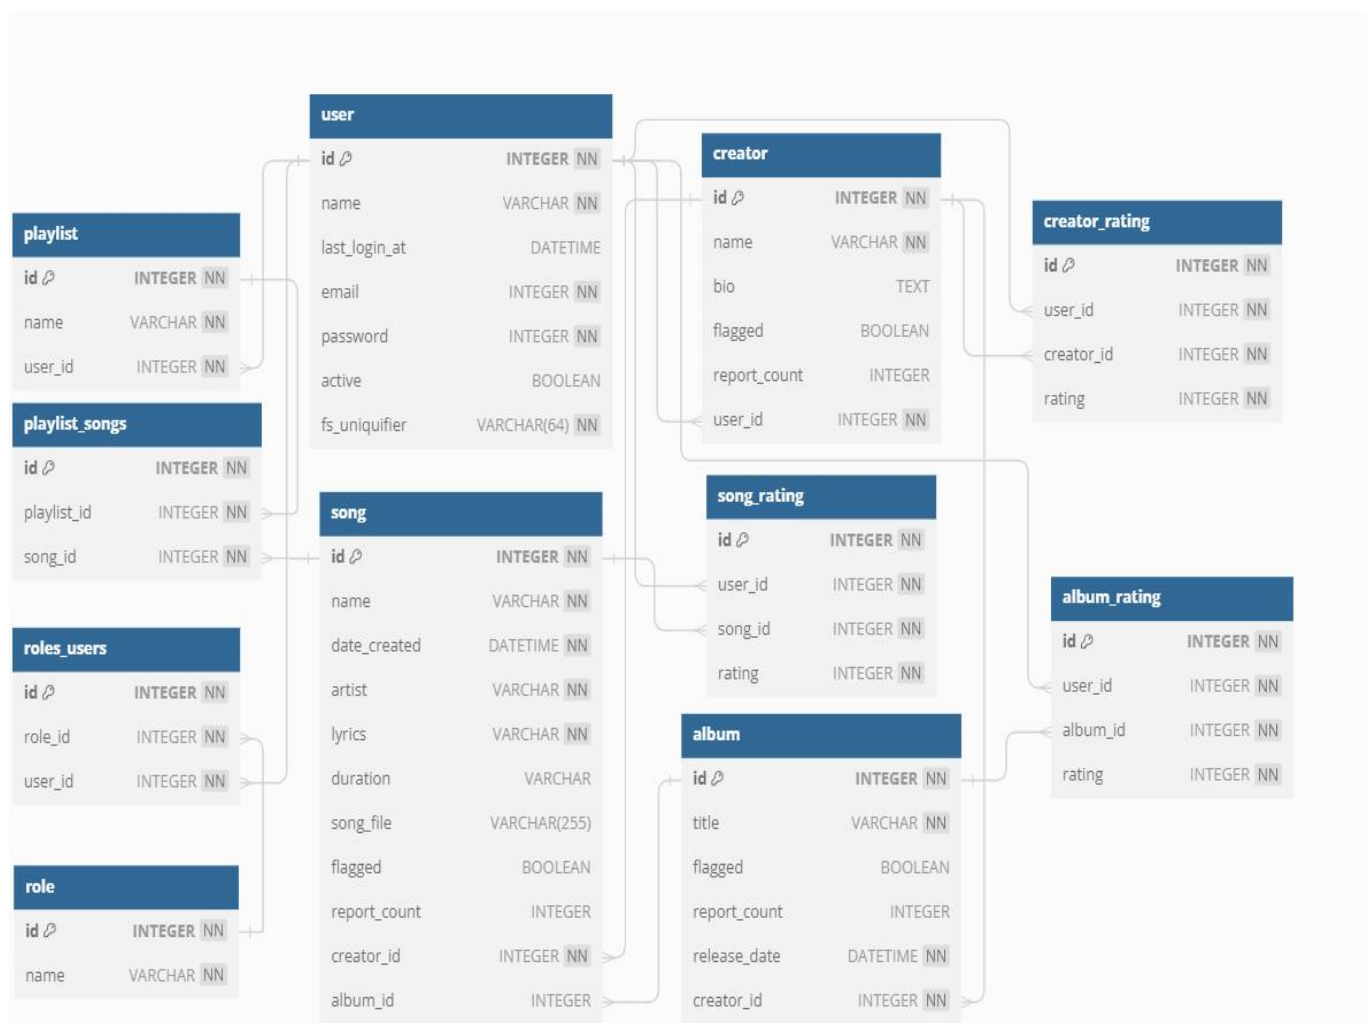 user
id INTEGER NN
name VARCHAR NN
last_login_at DATETIME
email INTEGER NN
password INTEGER NN
active BOOLEAN
fs_uniquifier VARCHAR(64) NN
creator
id INTEGER NN
name VARCHAR NN
bio TEXT
flagged BOOLEAN
report_count INTEGER
user_id INTEGER NN
creator_rating
id INTEGER NN
user_id INTEGER NN
creator_id INTEGER NN
rating INTEGER NN
playlist
id INTEGER NN
name VARCHAR NN
user_id INTEGER NN
playlist_songs
id INTEGER NN
playlist_id INTEGER NN
song_id INTEGER NN
song
id INTEGER NN
name VARCHAR NN
date_created DATETIME NN
artist VARCHAR NN
lyrics VARCHAR NN
duration VARCHAR
song_file VARCHAR(255)
flagged BOOLEAN
report_count INTEGER
creator_id INTEGER NN
album_id INTEGER
song_rating
id INTEGER NN
user_id INTEGER NN
song_id INTEGER NN
rating INTEGER NN
album_rating
id INTEGER NN
user_id INTEGER NN
album_id INTEGER NN
rating INTEGER NN
roles_users
id INTEGER NN
role_id INTEGER NN
user_id INTEGER NN
album
id INTEGER NN
title VARCHAR NN
flagged BOOLEAN
report_count INTEGER
release_date DATETIME NN
creator_id INTEGER NN
role
id INTEGER NN
name VARCHAR NN